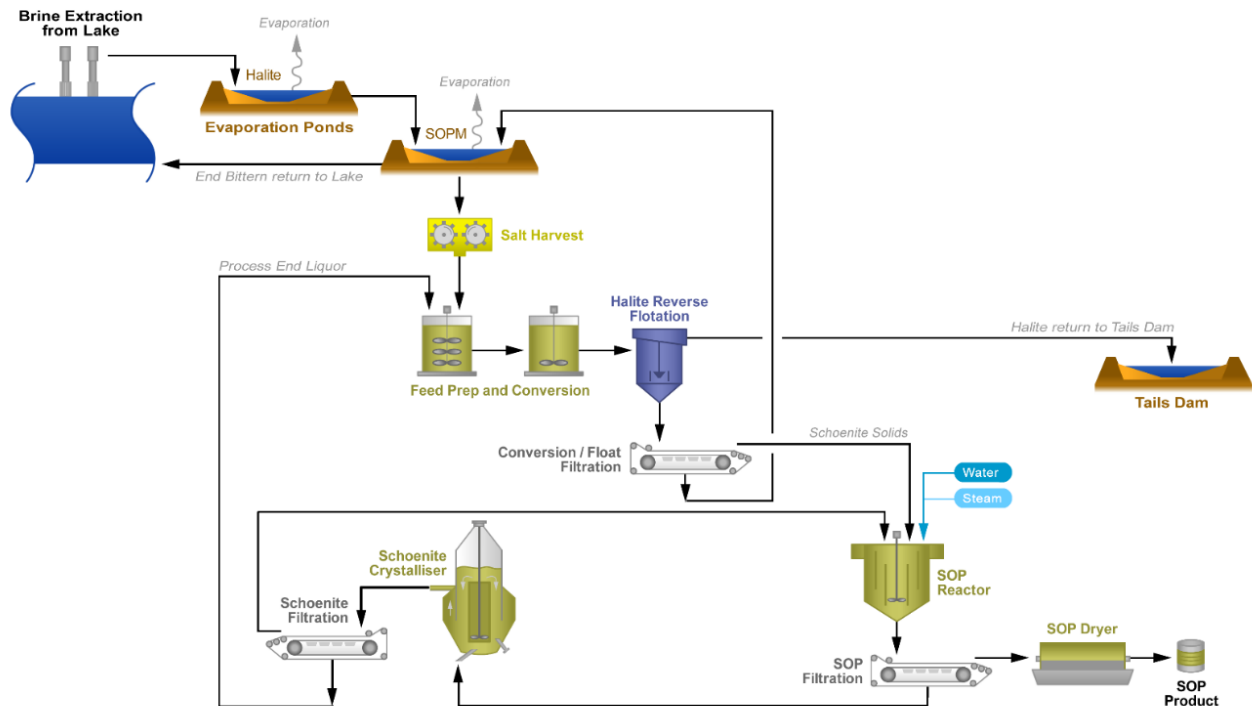 Brine Extraction
from Lake
Evaporation
Halite
Evaporation Ponds
Evaporation
SOPM
End Bittern return to Lake
Salt Harvest
Process End Liquor
Halite Reverse
Flotation
Halite return to Tails Dam
Feed Prep and Conversion
Tails Dam
Conversion / Float
Filtration
Schoenite Solids
Water
Steam
Schoenite
Crystalliser
SOP
Reactor
Schoenite
Filtration
SOP Dryer
SOP
Filtration
SOP
Product